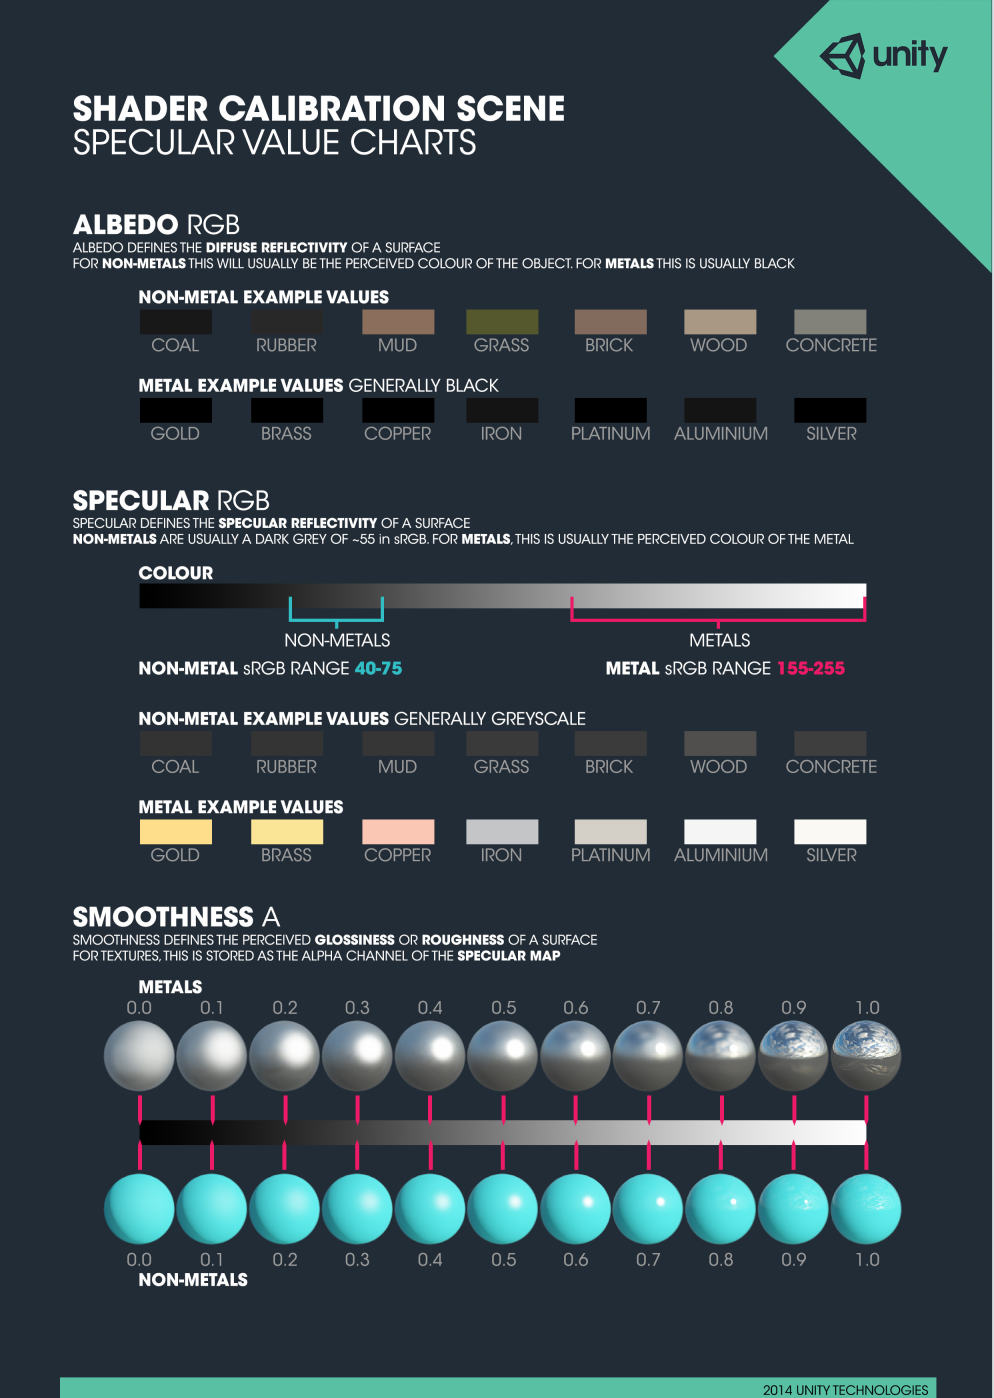 unity
SHADER CALIBRATION SCENE
SPECULAR VALUE CHARTS
ALBEDO RGB
ALBEDO DEFINES THE DIFFUSE REFLECTIVITY OF A SURFACE
FOR NON-METALS THIS WILL USUALLY BE THE PERCEIVED COLOUR OF THE OBJECT. FOR METALS THIS IS USUALLY BLACK
NON-METAL EXAMPLE VALUES
COAL RUBBER MUD GRASS BRICK WOOD CONCRETE
METAL EXAMPLE VALUES GENERALLY BLACK
GOLD BRASS COPPER IRON PLATINUM ALUMINIUM SILVER
SPECULAR RGB
SPECULAR DEFINES THE SPECULAR REFLECTIVITY OF A SURFACE
NON-METALS ARE USUALLY A DARK GREY OF ~55 in sRGB. FOR METALS, THIS IS USUALLY THE PERCEIVED COLOUR OF THE METAL
COLOUR
NON-METALS METALS
NON-METAL sRGB RANGE 40-75 METAL sRGB RANGE 155-255
NON-METAL EXAMPLE VALUES GENERALLY GREYSCALE
COAL RUBBER MUD GRASS BRICK WOOD CONCRETE
METAL EXAMPLE VALUES
GOLD BRASS COPPER IRON PLATINUM ALUMINIUM SILVER
SMOOTHNESS A
SMOOTHNESS DEFINES THE PERCEIVED GLOSSINESS OR ROUGHNESS OF A SURFACE
FOR TEXTURES, THIS IS STORED AS THE ALPHA CHANNEL OF THE SPECULAR MAP
METALS
0.0 0.1 0.2 0.3 0.4 0.5 0.6 0.7 0.8 0.9 1.0
0.0 0.1 0.2 0.3 0.4 0.5 0.6 0.7 0.8 0.9 1.0
NON-METALS
2014 UNITY TECHNOLOGIES